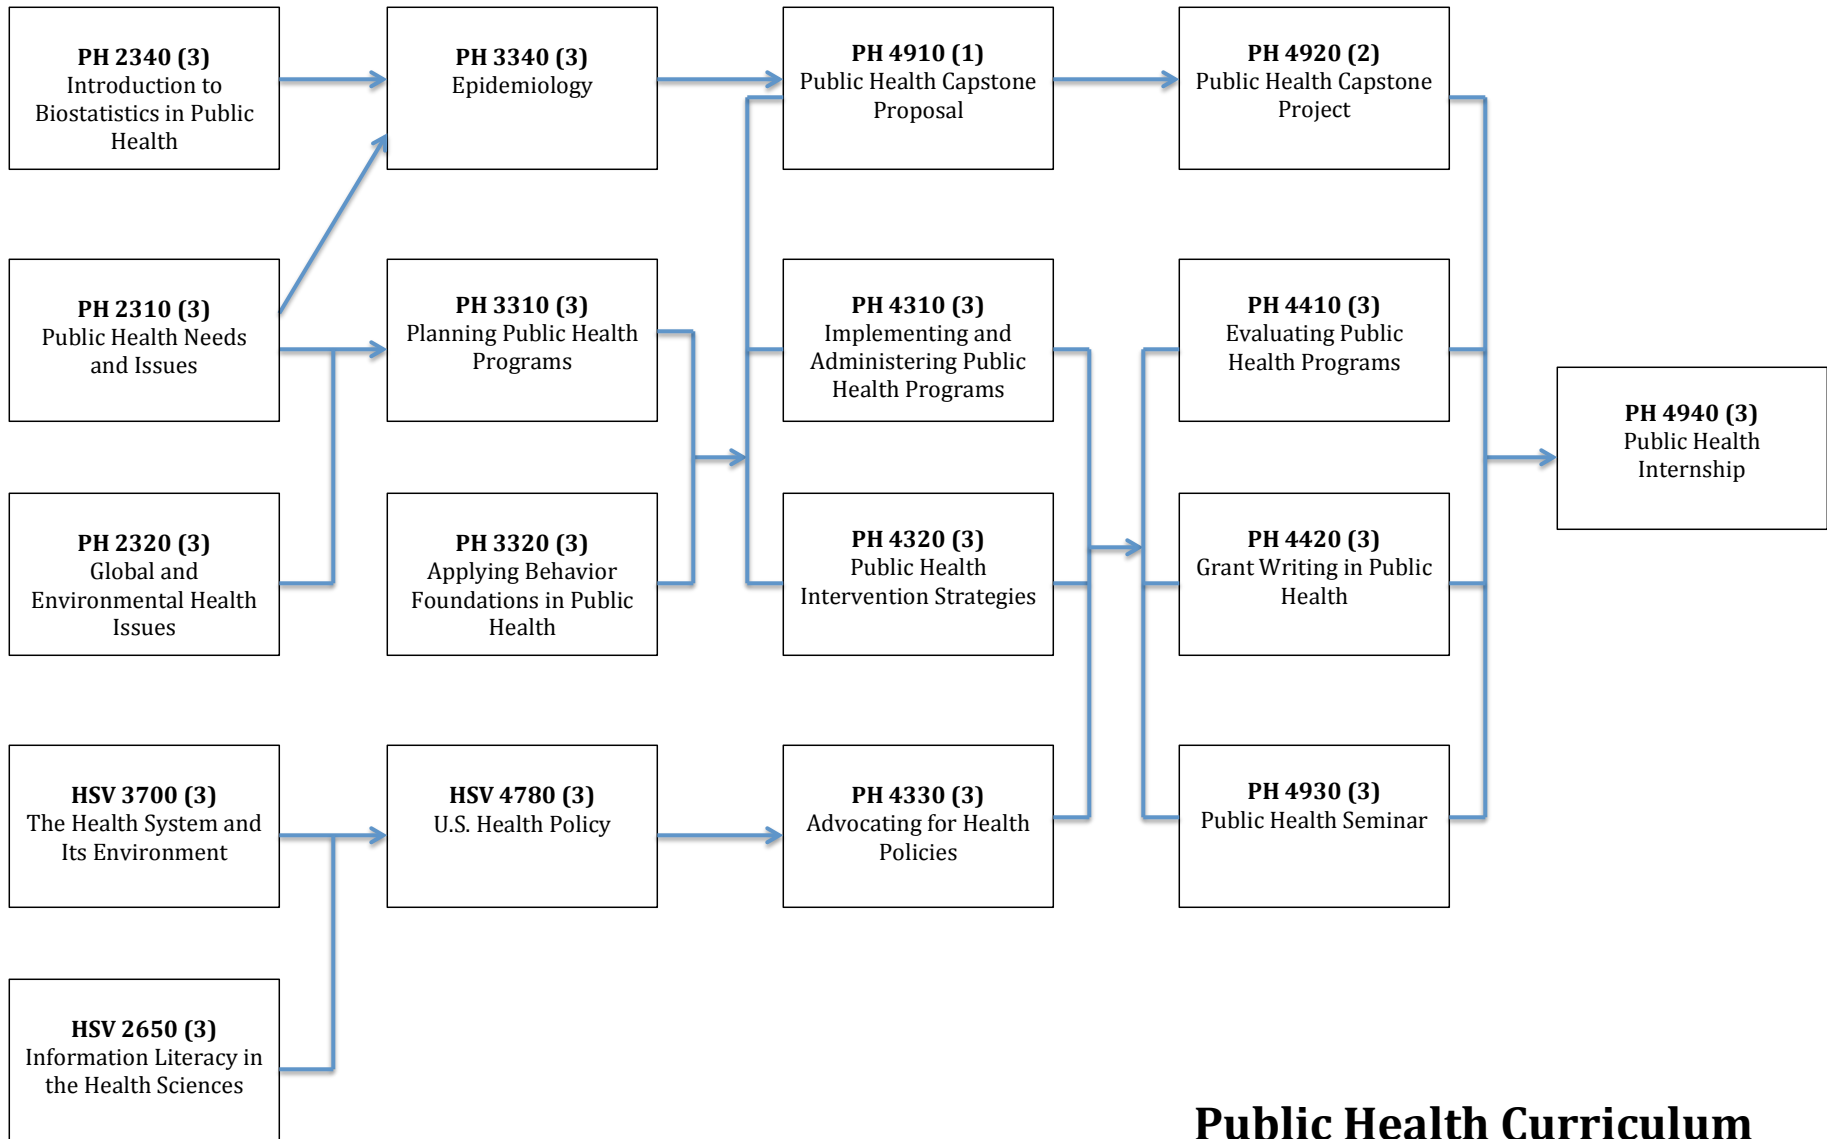 PH 2340 (3)
Introduction to
Biostatistics in Public
Health
PH 3340 (3)
Epidemiology
PH 4910 (1)
Public Health Capstone
Proposal
PH 4920 (2)
Public Health Capstone
Project
PH 2310 (3)
Public Health Needs
and Issues
PH 3310 (3)
Planning Public Health
Programs
PH 4310 (3)
Implementing and
Administering Public
Health Programs
PH 4410 (3)
Evaluating Public
Health Programs
PH 4940 (3)
Public Health
Internship
PH 2320 (3)
Global and
Environmental Health
Issues
PH 3320 (3)
Applying Behavior
Foundations in Public
Health
PH 4320 (3)
Public Health
Intervention Strategies
PH 4420 (3)
Grant Writing in Public
Health
HSV 3700 (3)
The Health System and
Its Environment
HSV 4780 (3)
U.S. Health Policy
PH 4330 (3)
Advocating for Health
Policies
PH 4930 (3)
Public Health Seminar
HSV 2650 (3)
Information Literacy in
the Health Sciences
Public Health Curriculum